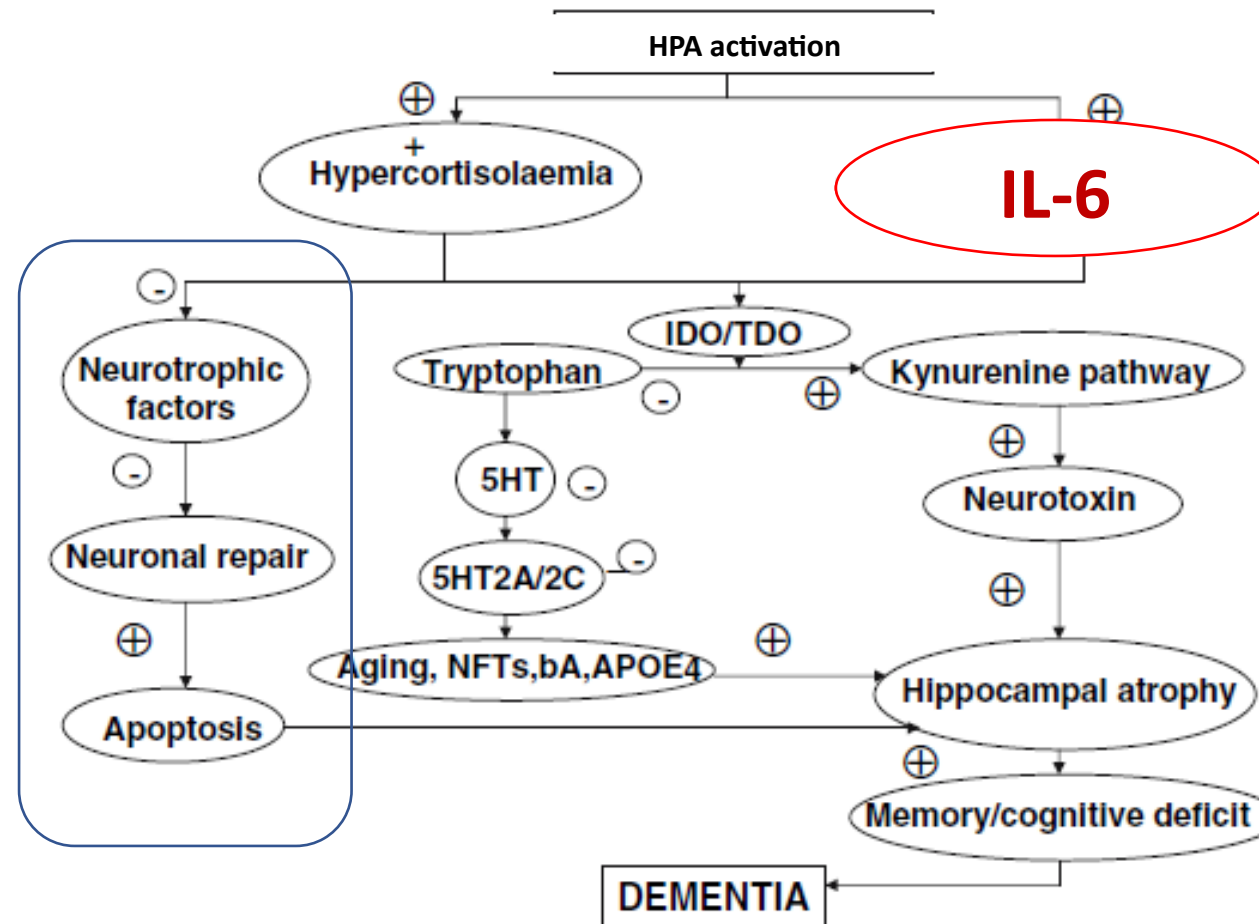 HPA activation
⊕
⊕
+
Hypercortisolaemia
IL-6
-
Neurotrophic
factors
IDO/TDO
Tryptophan
Kynurenine pathway
-
⊕
-
⊕
5HT
-
Neurotoxin
Neuronal repair
5HT2A/2C
-
⊕
⊕
⊕
Aging, NFTs,bA,APOE4
Hippocampal atrophy
Apoptosis
⊕
Memory/cognitive deficit
DEMENTIA